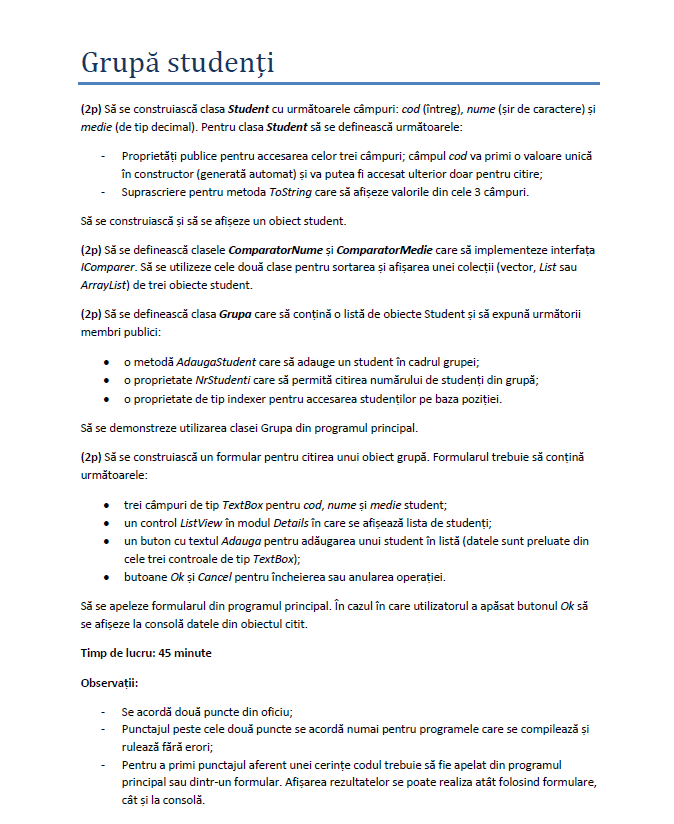 Grupă studenți
(2p) Să se construiască clasa Student cu următoarele câmpuri: cod (întreg), nume (șir de caractere) și
medie (de tip decimal). Pentru clasa Student să se definească următoarele:
- Proprietăți publice pentru accesarea celor trei câmpuri; câmpul cod va primi o valoare unică
în constructor (generată automat) și va putea fi accesat ulterior doar pentru citire;
- Suprascriere pentru metoda ToString care să afișeze valorile din cele 3 câmpuri.
Să se construiască și să se afișeze un obiect student.
(2p) Să se definească clasele ComparatorNume și ComparatorMedie care să implementeze interfața
IComparer. Să se utilizeze cele două clase pentru sortarea și afișarea unei colecții (vector, List sau
ArrayList) de trei obiecte student.
(2p) Să se definească clasa Grupa care să conțină o listă de obiecte Student și să expună următorii
membri publici:
• o metodă AdaugaStudent care să adauge un student în cadrul grupei;
• o proprietate NrStudenti care să permită citirea numărului de studenți din grupă;
• o proprietate de tip indexer pentru accesarea studenților pe baza poziției.
Să se demonstreze utilizarea clasei Grupa din programul principal.
(2p) Să se construiască un formular pentru citirea unui obiect grupă. Formularul trebuie să conțină
următoarele:
• trei câmpuri de tip TextBox pentru cod, nume și medie student;
• un control ListView în modul Details în care se afișează lista de studenți;
• un buton cu textul Adauga pentru adăugarea unui student în listă (datele sunt preluate din
cele trei controale de tip TextBox);
• butoane Ok și Cancel pentru încheierea sau anularea operației.
Să se apeleze formularul din programul principal. În cazul în care utilizatorul a apăsat butonul Ok să
se afișeze la consolă datele din obiectul citit.
Timp de lucru: 45 minute
Observații:
- Se acordă două puncte din oficiu;
- Punctajul peste cele două puncte se acordă numai pentru programele care se compilează și
rulează fără erori;
- Pentru a primi punctajul aferent unei cerințe codul trebuie să fie apelat din programul
principal sau dintr-un formular. Afișarea rezultatelor se poate realiza atât folosind formulare,
cât și la consolă.